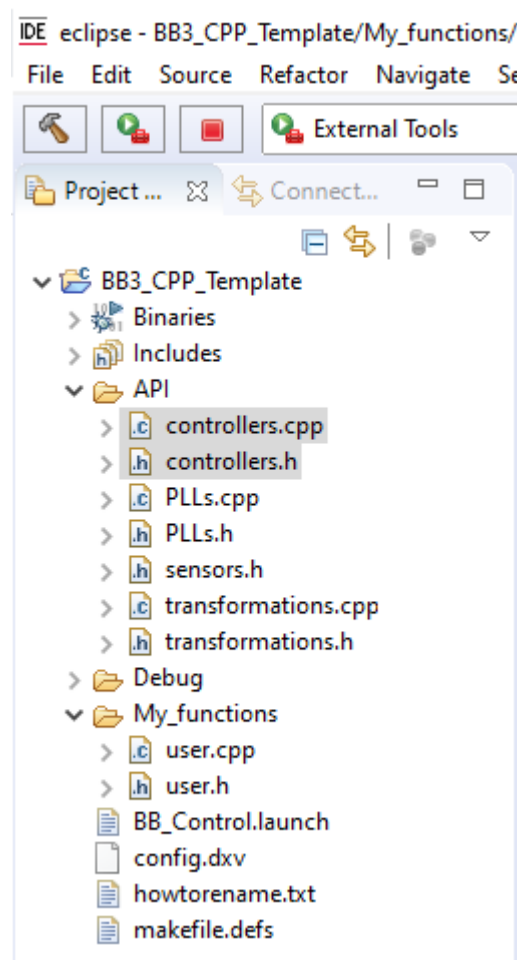 IDE eclipse - BB3_CPP_Template/My_functions/
File Edit Source Refactor Navigate Se
External Tools
Project ... Connect...
BB3_CPP_Template
Binaries
Includes
API
.c controllers.cpp
.h controllers.h
.c PLLs.cpp
.h PLLs.h
.h sensors.h
.c transformations.cpp
.h transformations.h
Debug
My_functions
.c user.cpp
.h user.h
BB_Control.launch
config.dxv
howtorename.txt
makefile.defs